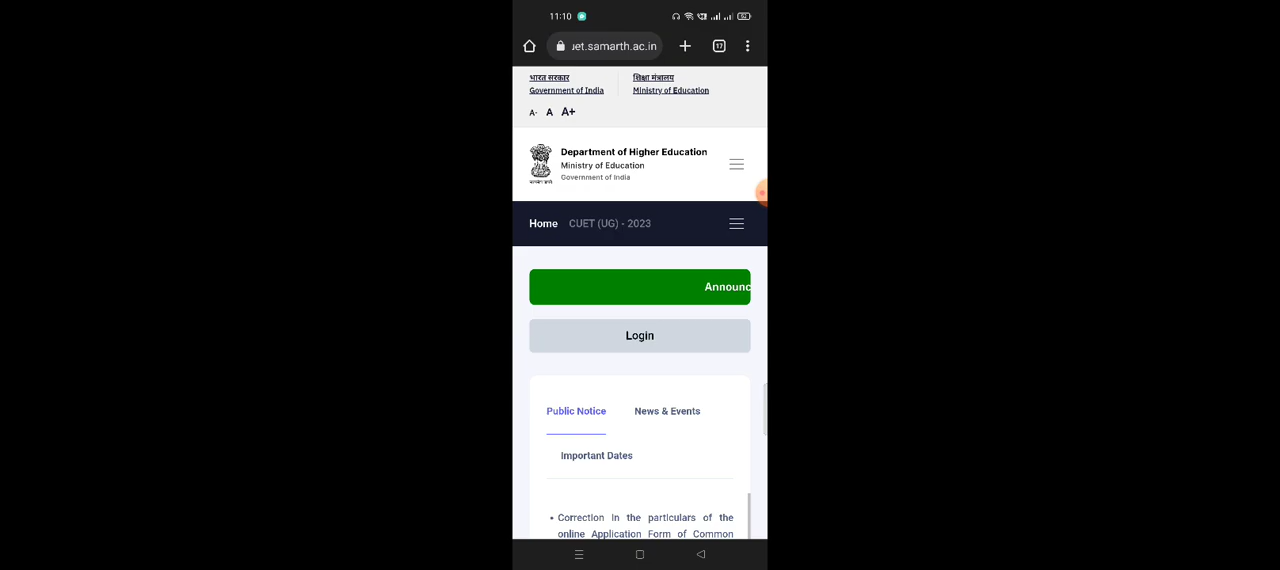 11:10
uet.samarth.ac.in
17
भारत सरकार
Government of India
शिक्षा मंत्रालय
Ministry of Education
A- A A+
Department of Higher Education
Ministry of Education
Government of India
Home CUET (UG) - 2023
Announc
Login
Public Notice News & Events
Important Dates
• Correction in the particulars of the
online Application Form of Common